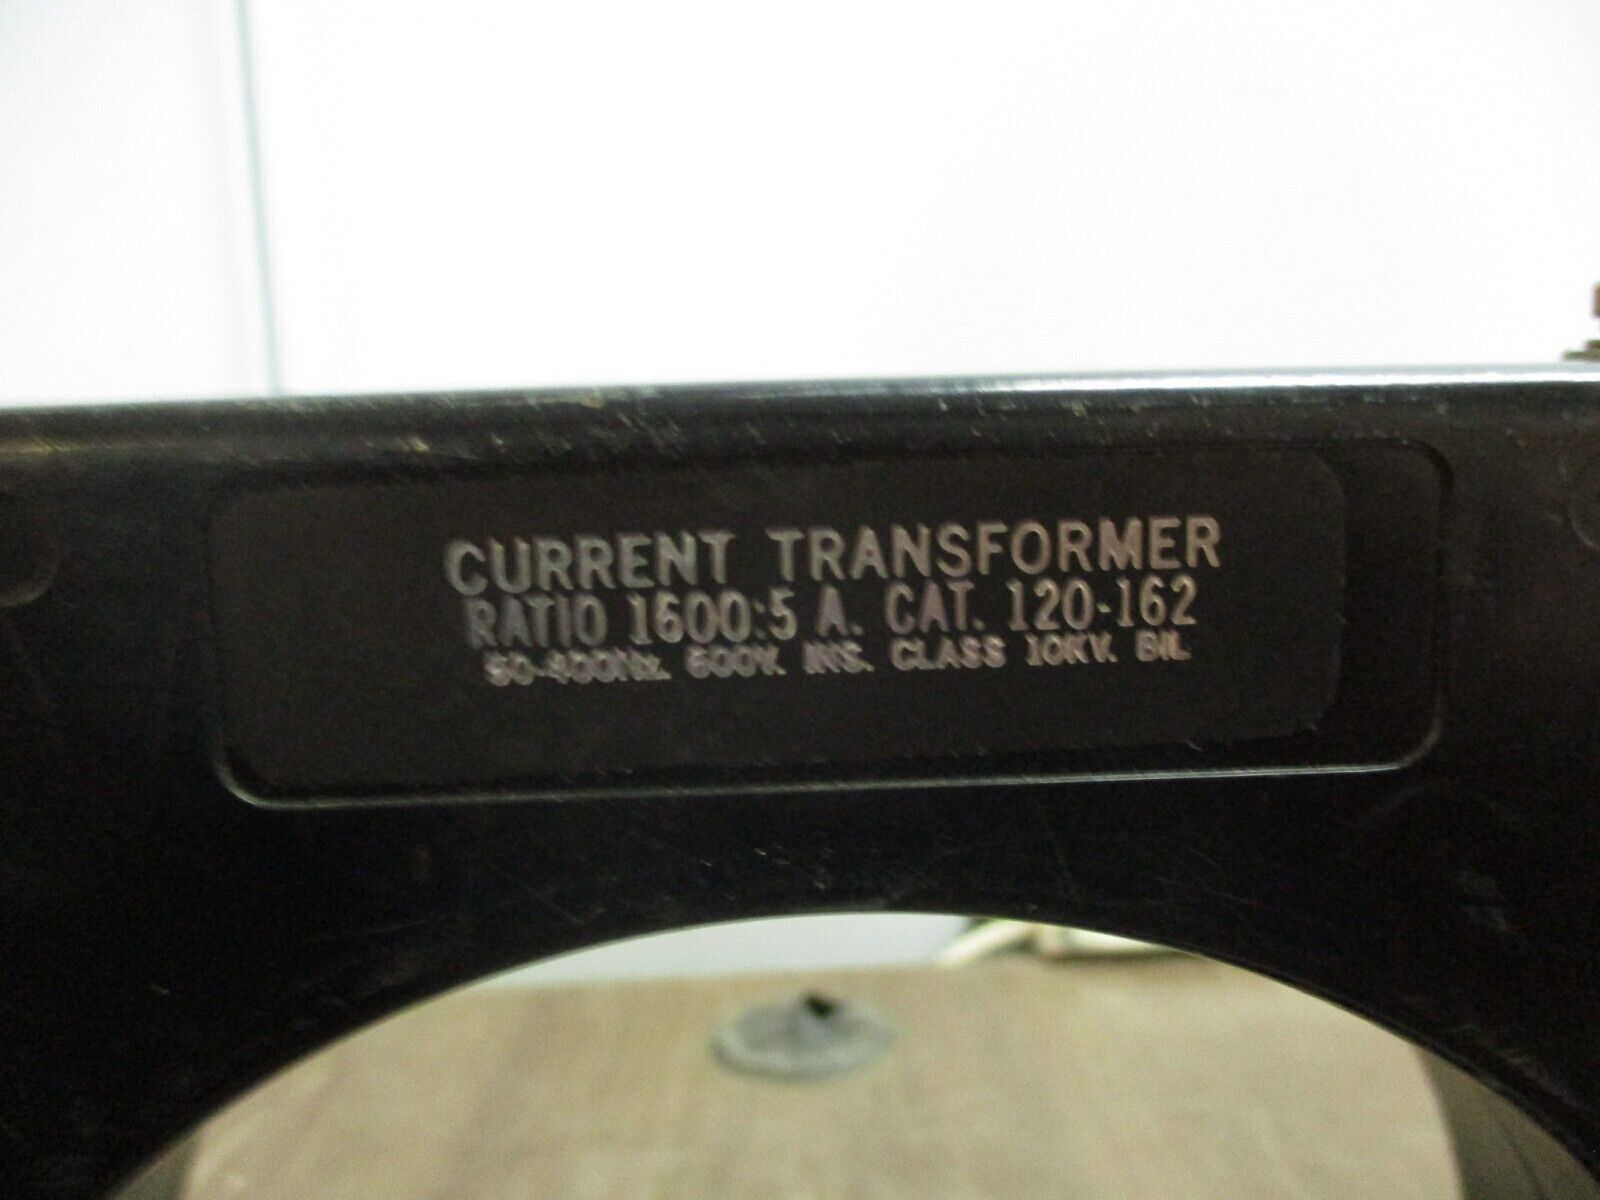 CURRENT TRANSFORMER
RATIO 1600:5 A. CAT. 120-162
50-400Hz. 600V. INS. CLASS 10KV. BIL